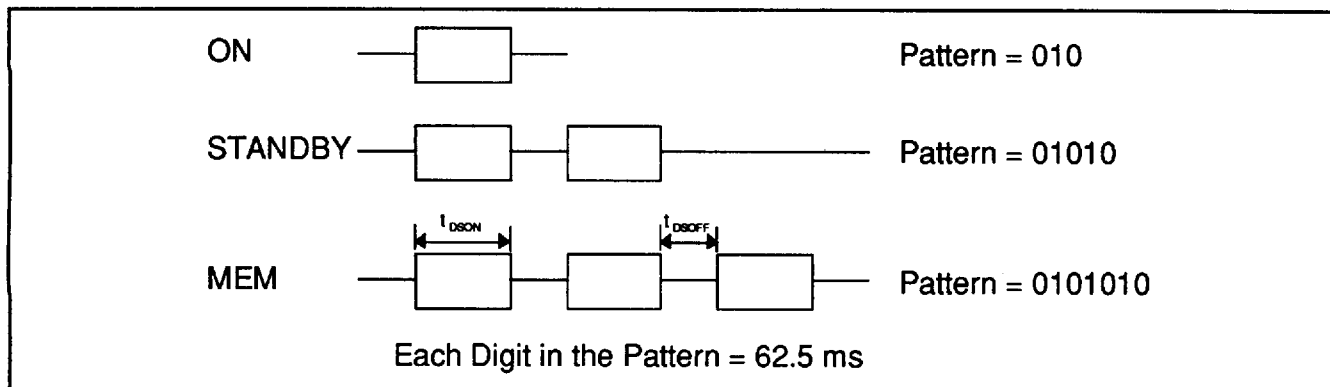 ON Pattern = 010
STANDBY Pattern = 01010
t DSON t DSOFF
MEM Pattern = 0101010
Each Digit in the Pattern = 62.5 ms